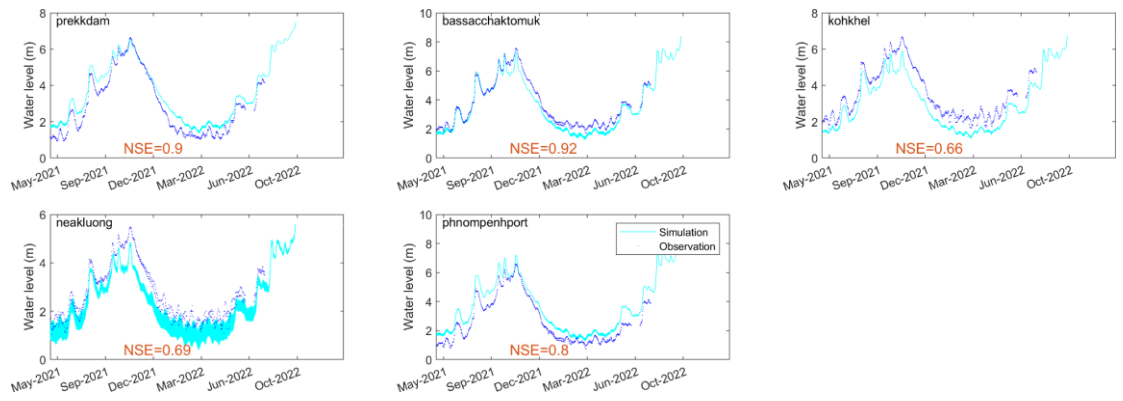 prekkdam
Water level (m)
8
6
4
2
0
NSE=0.9
May-2021
Sep-2021
Dec-2021
Mar-2022
Jun-2022
Oct-2022
bassacchaktomuk
Water level (m)
10
8
6
4
2
0
NSE=0.92
May-2021
Sep-2021
Dec-2021
Mar-2022
Jun-2022
Oct-2022
kohkhel
Water level (m)
8
6
4
2
0
NSE=0.66
May-2021
Sep-2021
Dec-2021
Mar-2022
Jun-2022
Oct-2022
neakluong
Water level (m)
6
4
2
0
NSE=0.69
May-2021
Sep-2021
Dec-2021
Mar-2022
Jun-2022
Oct-2022
phnompenhport
Water level (m)
10
8
6
4
2
0
Simulation
Observation
NSE=0.8
May-2021
Sep-2021
Dec-2021
Mar-2022
Jun-2022
Oct-2022